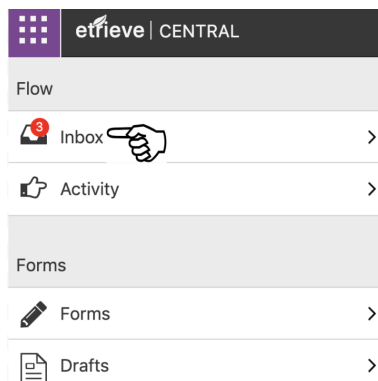 etrieve | CENTRAL
Flow
3
Inbox
Activity
Forms
Forms
Drafts